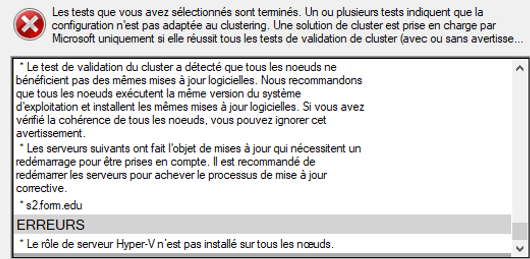 Les tests que vous avez sélectionnés sont terminés. Un ou plusieurs tests indiquent que la
configuration n'est pas adaptée au clustering. Une solution de cluster est prise en charge par
Microsoft uniquement si elle réussit tous les tests de validation de cluster (avec ou sans avertisse...
* Le test de validation du cluster a détecté que tous les noeuds ne
bénéficient pas des mêmes mises à jour logicielles. Nous recommandons
que tous les noeuds exécutent la même version du système
d'exploitation et installent les mêmes mises à jour logicielles. Si vous avez
vérifié la cohérence de tous les noeuds, vous pouvez ignorer cet
avertissement.
* Les serveurs suivants ont fait l'objet de mises à jour qui nécessitent un
redémarrage pour être prises en compte. Il est recommandé de
redémarrer les serveurs pour achever le processus de mise à jour
corrective.
* s2.form.edu
ERREURS
* Le rôle de serveur Hyper-V n'est pas installé sur tous les nœuds.